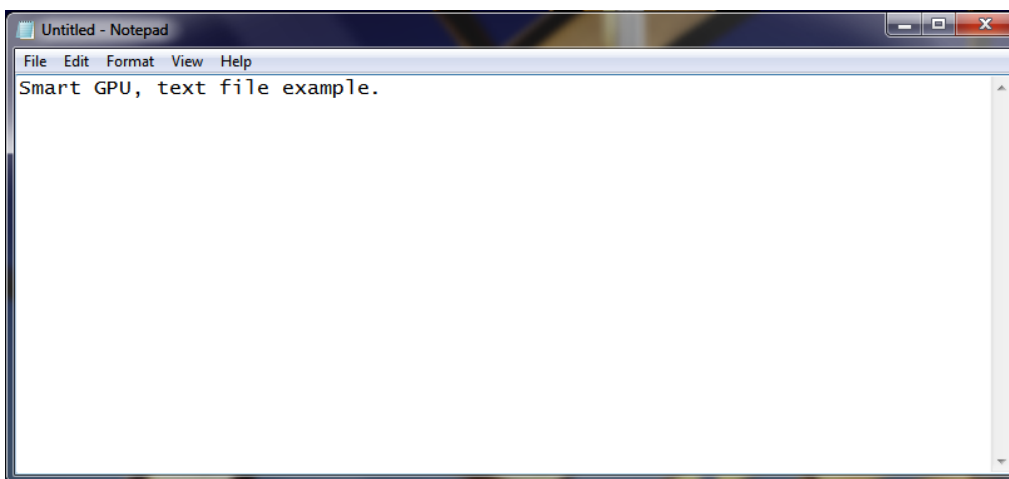 Untitled - Notepad
File Edit Format View Help
Smart GPU, text file example.